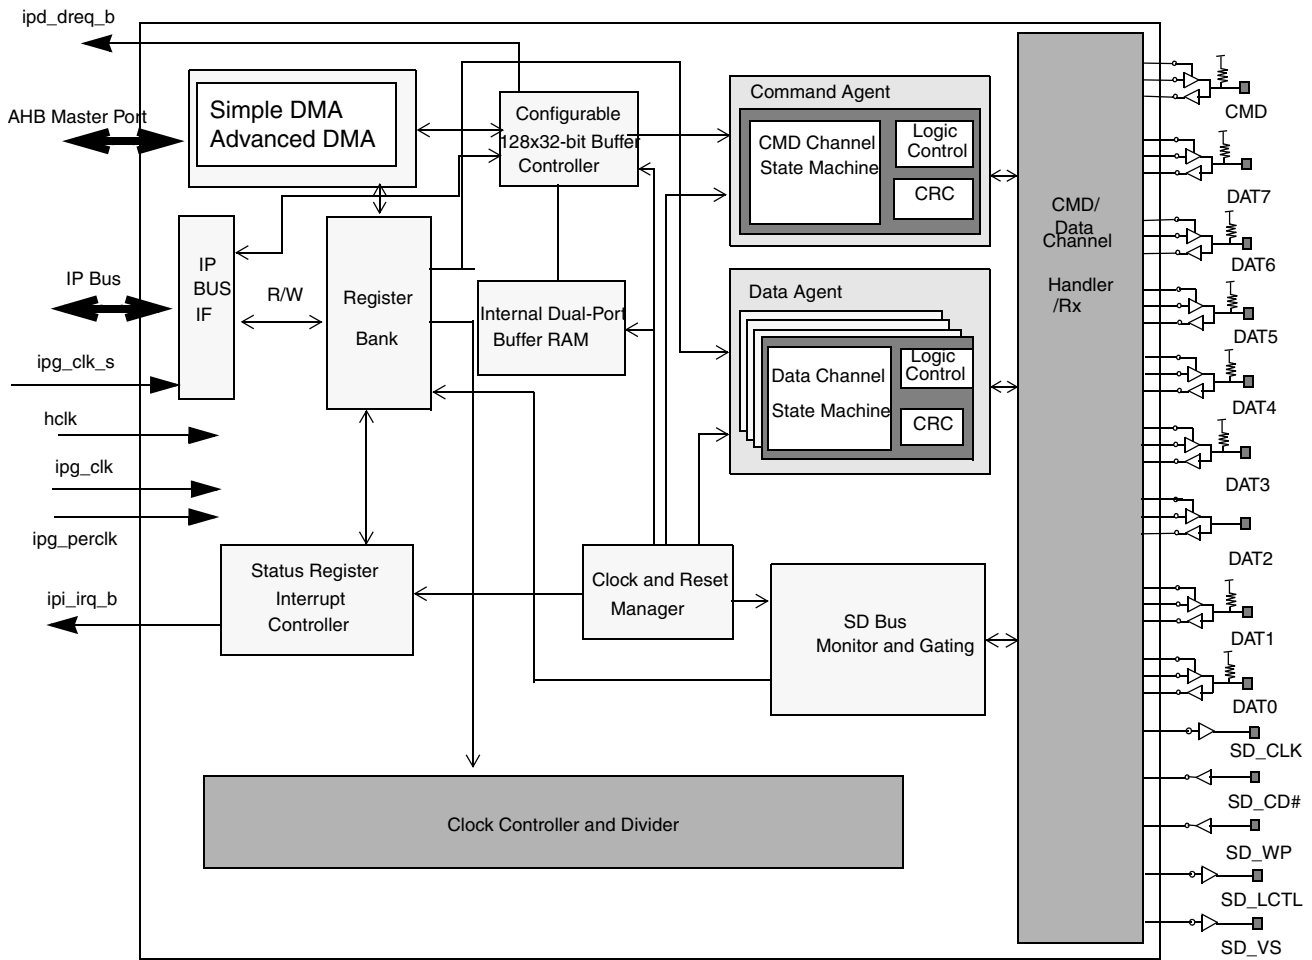 ipd_dreq_b
AHB Master Port
Simple DMA
Advanced DMA
Configurable
128x32-bit Buffer
Controller
Command Agent
CMD Channel
State Machine
Logic
Control
CRC
IP Bus
IP
BUS
IF
R/W
Register
Bank
Internal Dual-Port
Buffer RAM
Data Agent
Data Channel
State Machine
Logic
Control
CRC
CMD/
Data
Channel
Handler
/Rx
ipg_clk_s
hclk
ipg_clk
ipg_perclk
ipi_irq_b
Status Register
Interrupt
Controller
Clock and Reset
Manager
SD Bus
Monitor and Gating
Clock Controller and Divider
CMD
DAT7
DAT6
DAT5
DAT4
DAT3
DAT2
DAT1
DAT0
SD_CLK
SD_CD#
SD_WP
SD_LCTL
SD_VS